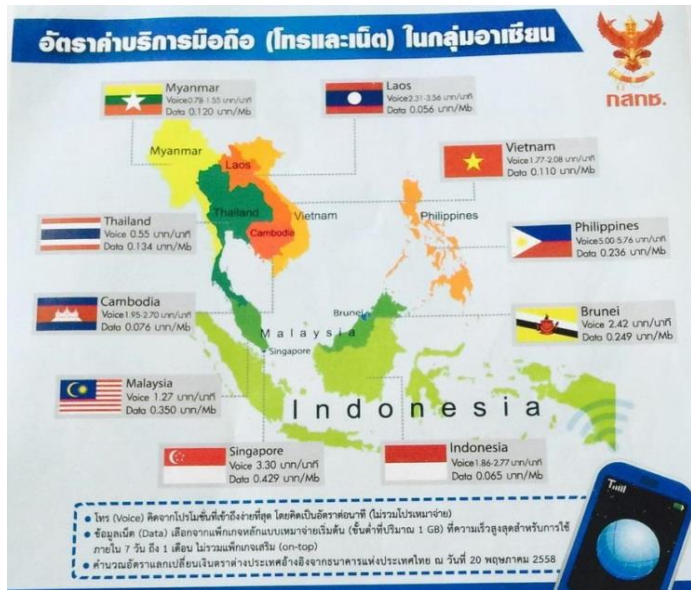 อัตราค่าบริการมือถือ (โทรและเน็ต) ในกลุ่มอาเซียน
กสทช.
Myanmar
Voice 0.78-1.55 บาท/นาที
Data 0.120 บาท/Mb
Laos
Voice 2.31-3.56 บาท/นาที
Data 0.056 บาท/Mb
Vietnam
Voice 1.77-2.08 บาท/นาที
Data 0.110 บาท/Mb
Myanmar
Laos
Thailand
Vietnam
Cambodia
Philippines
Thailand
Voice 0.55 บาท/นาที
Data 0.134 บาท/Mb
Philippines
Voice 5.00-5.76 บาท/นาที
Data 0.236 บาท/Mb
Cambodia
Voice 1.95-2.70 บาท/นาที
Data 0.076 บาท/Mb
Brunei
Malaysia
Singapore
Brunei
Voice 2.42 บาท/นาที
Data 0.249 บาท/Mb
Malaysia
Voice 1.27 บาท/นาที
Data 0.350 บาท/Mb
Indonesia
Singapore
Voice 3.30 บาท/นาที
Data 0.429 บาท/Mb
Indonesia
Voice 1.86-2.77 บาท/นาที
Data 0.065 บาท/Mb
• โทร (Voice) คิดจากโปรโมชั่นที่เข้าถึงง่ายที่สุด โดยคิดเป็นอัตราต่อนาที (ไม่รวมโปรเหมาจ่าย)
• ข้อมูลเน็ต (Data) เลือกจากแพ็กเกจหลักแบบเหมาจ่ายเริ่มต้น (ขั้นต่ำที่ปริมาณ 1 GB) ที่ความเร็วสูงสุดสำหรับการใช้
ภายใน 7 วัน ถึง 1 เดือน ไม่รวมแพ็กเกจเสริม (on-top)
• คำนวณอัตราแลกเปลี่ยนเงินตราต่างประเทศอ้างอิงจากธนาคารแห่งประเทศไทย ณ วันที่ 20 พฤษภาคม 2558